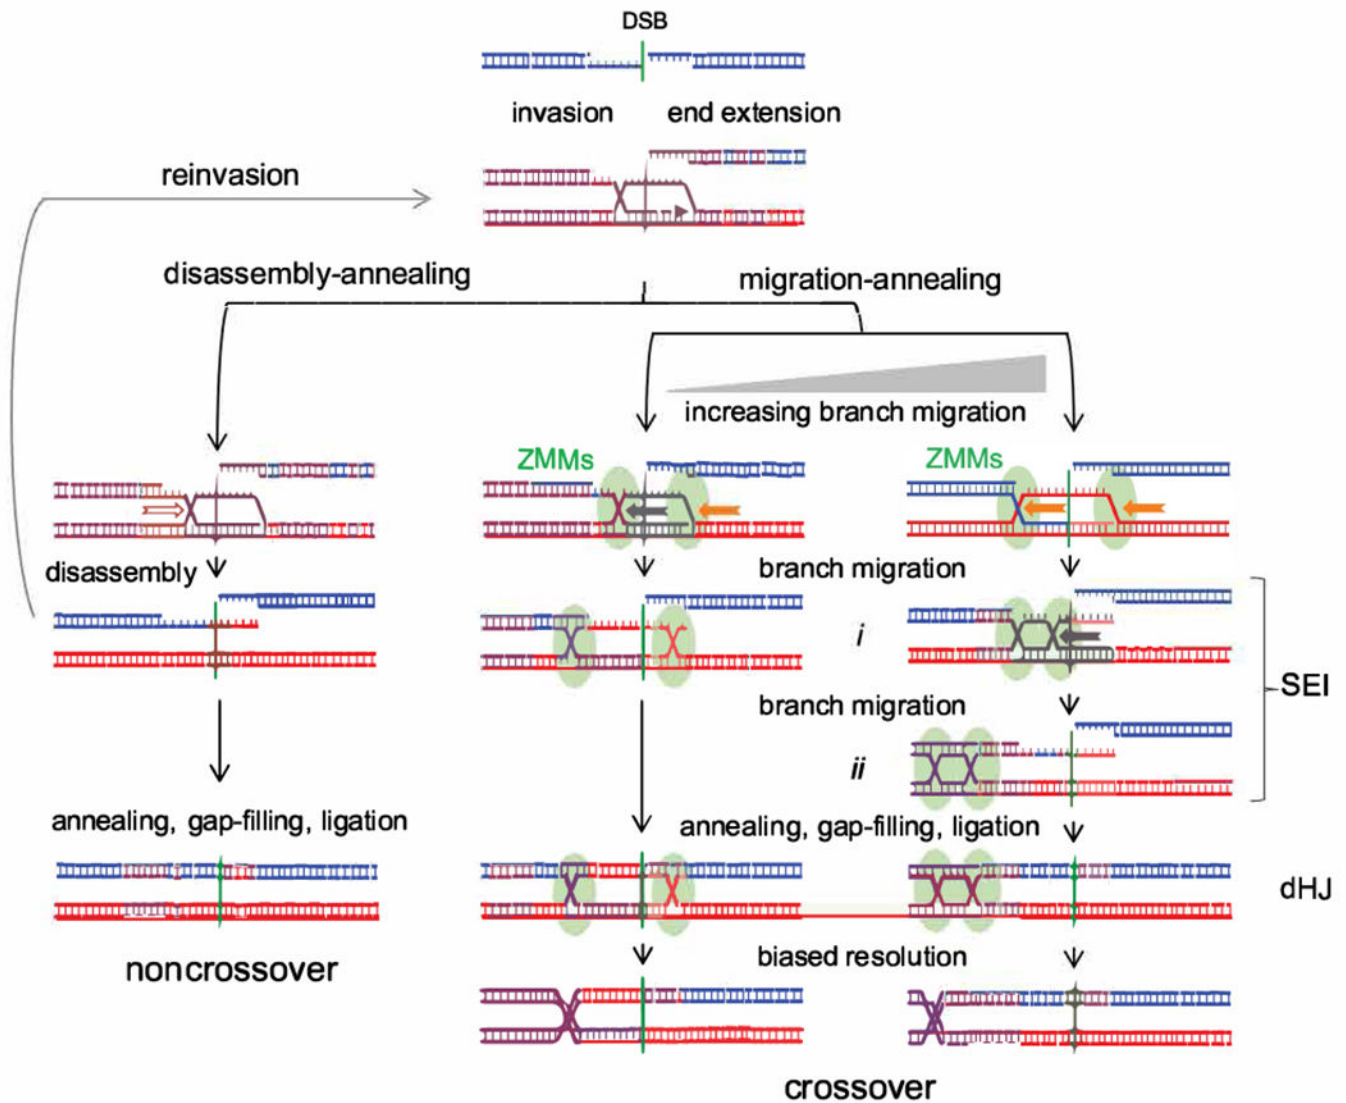 DSB
invasion end extension
reinvasion
disassembly-annealing
migration-annealing
increasing branch migration
ZMMs
ZMMs
disassembly
branch migration
i
SEI
branch migration
ii
annealing, gap-filling, ligation
annealing, gap-filling, ligation
dHJ
biased resolution
noncrossover
crossover